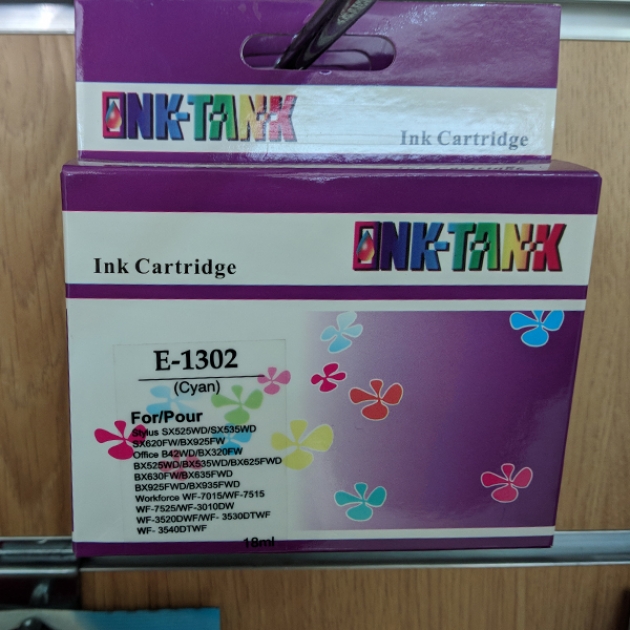 INK-TANK
Ink Cartridge
INK-TANK
Ink Cartridge
E-1302
(Cyan)
For/Pour
Stylus SX525WD/SX535WD
SX620FW/BX925FW
Office B42WD/BX320FW
BX525WD/BX535WD/BX625FWD
BX630FW/BX635FWD
BX925FWD/BX935FWD
Workforce WF-7015/WF-7515
WF-7525/WF-3010DW
WF-3520DWF/WF- 3530DTWF
WF- 3540DTWF
18ml